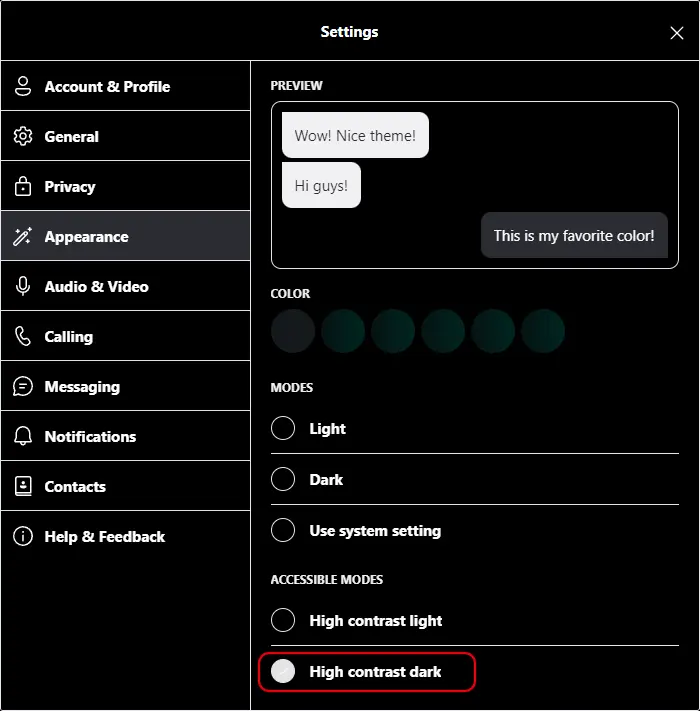 Settings
Account & Profile
General
Privacy
Appearance
Audio & Video
Calling
Messaging
Notifications
Contacts
Help & Feedback
PREVIEW
Wow! Nice theme!
Hi guys!
This is my favorite color!
COLOR
MODES
Light
Dark
Use system setting
ACCESSIBLE MODES
High contrast light
High contrast dark